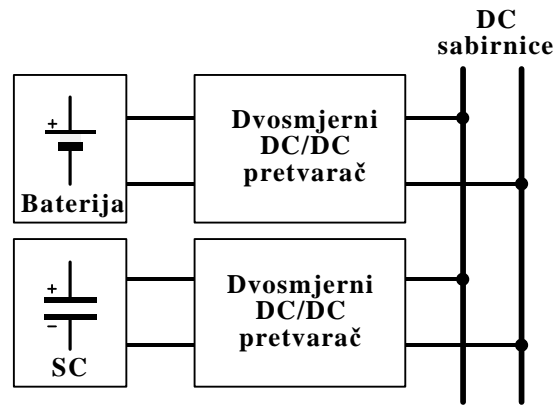 DC
sabirnice
+
Baterija
Dvosmjerni
DC/DC
pretvarač
+
−
SC
Dvosmjerni
DC/DC
pretvarač